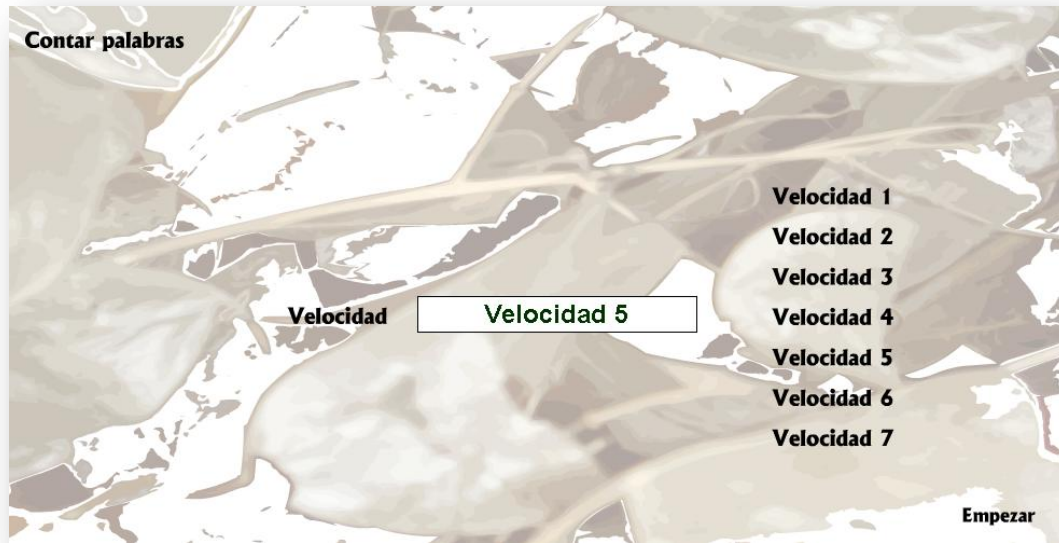 Contar palabras
Velocidad 1
Velocidad 2
Velocidad 3
Velocidad Velocidad 5 Velocidad 4
Velocidad 5
Velocidad 6
Velocidad 7
Empezar